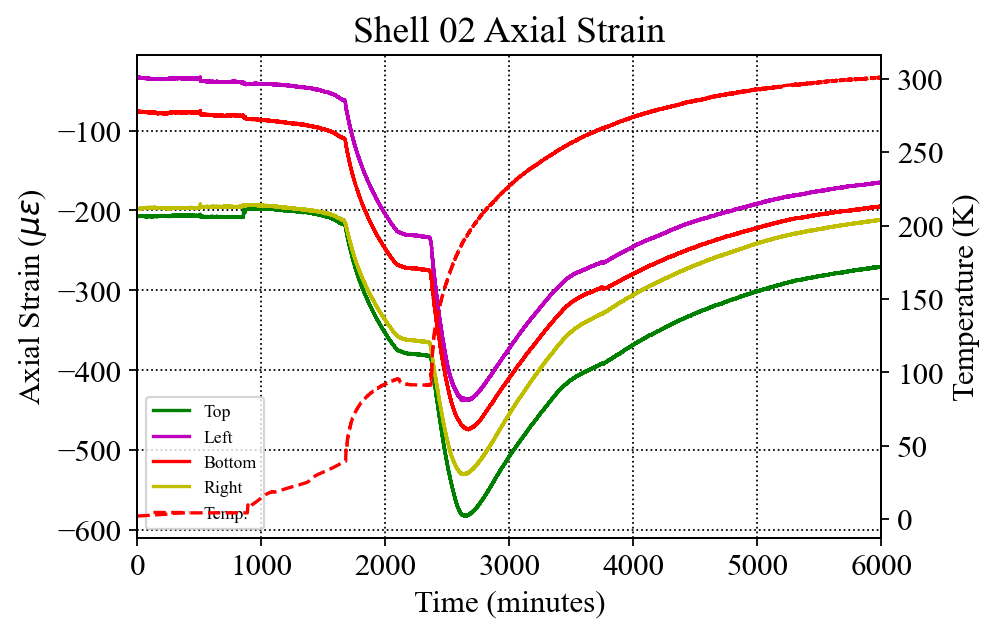 Shell 02 Axial Strain
Axial Strain (με)
−100
−200
−300
−400
−500
−600
300
250
200
150
100
50
0
Temperature (K)
Top
Left
Bottom
Right
Temp.
0 1000 2000 3000 4000 5000 6000
Time (minutes)